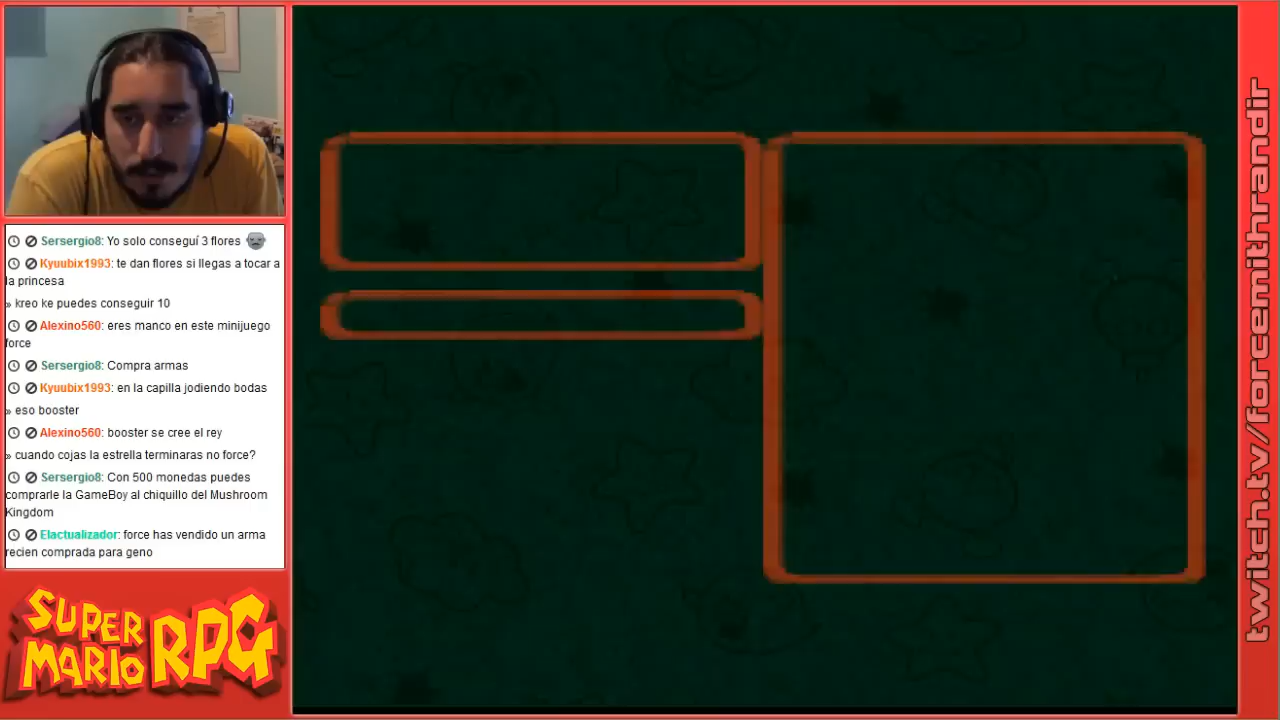 Sersergio8: Yo solo conseguí 3 flores
Kyuubix1993: te dan flores si llegas a tocar a
la princesa
» kreo ke puedes conseguir 10
Alexino560: eres manco en este minijuego
force
Sersergio8: Compra armas
Kyuubix1993: en la capilla jodiendo bodas
» eso booster
Alexino560: booster se cree el rey
» cuando cojas la estrella terminaras no force?
Sersergio8: Con 500 monedas puedes
comprarle la GameBoy al chiquillo del Mushroom
Kingdom
Elactualizador: force has vendido un arma
recien comprada para geno
SUPER
MARIO RPG
twitch.tv/forcemithrandir